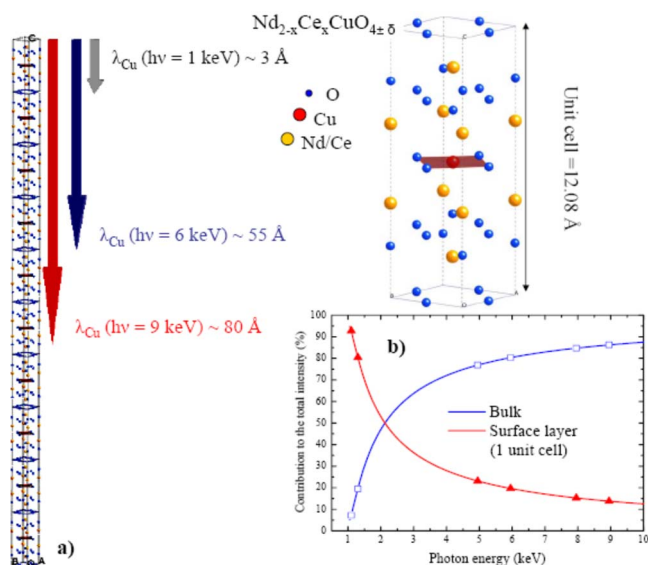 Nd2-xCexCuO4± δ
C
λCu (hν = 1 keV) ~ 3 Å
O
Cu
Nd/Ce
Unit cell =12.08 Å
λCu (hν = 6 keV) ~ 55 Å
λCu (hν = 9 keV) ~ 80 Å
a)
B
A
b)
Contribution to the total intensity (%)
100
90
80
70
60
50
40
30
20
10
0
Bulk
Surface layer
(1 unit cell)
1 2 3 4 5 6 7 8 9 10
Photon energy (keV)